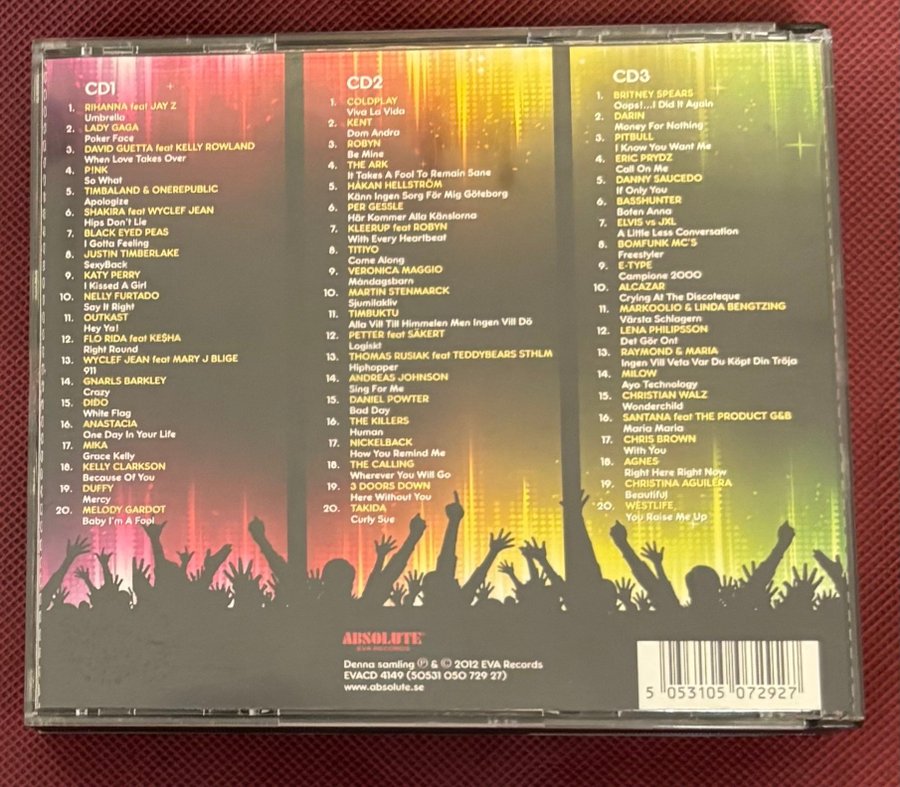 CD1
1. RIHANNA feat JAY Z
Umbrella
2. LADY GAGA
Poker Face
3. DAVID GUETTA feat KELLY ROWLAND
When Love Takes Over
4. P!NK
So What
5. TIMBALAND & ONEREPUBLIC
Apologize
6. SHAKIRA feat WYCLEF JEAN
Hips Don't Lie
7. BLACK EYED PEAS
I Gotta Feeling
8. JUSTIN TIMBERLAKE
SexyBack
9. KATY PERRY
I Kissed A Girl
10. NELLY FURTADO
Say It Right
11. OUTKAST
Hey Ya!
12. FLO RIDA feat KE$HA
Right Round
13. WYCLEF JEAN feat MARY J BLIGE
911
14. GNARLS BARKLEY
Crazy
15. DIDO
White Flag
16. ANASTACIA
One Day In Your Life
17. MIKA
Grace Kelly
18. KELLY CLARKSON
Because Of You
19. DUFFY
Mercy
20. MELODY GARDOT
Baby I'm A Fool
CD2
1. COLDPLAY
Viva La Vida
2. KENT
Dom Andra
3. ROBYN
Be Mine
4. THE ARK
It Takes A Fool To Remain Sane
5. HÅKAN HELLSTRÖM
Känn Ingen Sorg För Mig Göteborg
6. PER GESSLE
Här Kommer Alla Känslorna
7. KLEERUP feat ROBYN
With Every Heartbeat
8. TITIYO
Come Along
9. VERONICA MAGGIO
Måndagsbarn
10. MARTIN STENMARCK
Sjumilakliv
11. TIMBUKTU
Alla Vill Till Himmelen Men Ingen Vill Dö
12. PETTER feat SÄKERT
Logiskt
13. THOMAS RUSIAK feat TEDDYBEARS STHLM
Hiphopper
14. ANDREAS JOHNSON
Sing For Me
15. DANIEL POWTER
Bad Day
16. THE KILLERS
Human
17. NICKELBACK
How You Remind Me
18. THE CALLING
Wherever You Will Go
19. 3 DOORS DOWN
Here Without You
20. TAKIDA
Curly Sue
CD3
1. BRITNEY SPEARS
Oops!...I Did It Again
2. DARIN
Money For Nothing
3. PITBULL
I Know You Want Me
4. ERIC PRYDZ
Call On Me
5. DANNY SAUCEDO
If Only You
6. BASSHUNTER
Boten Anna
7. ELVIS vs JXL
A Little Less Conversation
8. BOMFUNK MC'S
Freestyler
9. E-TYPE
Campione 2000
10. ALCAZAR
Crying At The Discoteque
11. MARKOOLIO & LINDA BENGTZING
Värsta Schlagern
12. LENA PHILIPSSON
Det Gör Ont
13. RAYMOND & MARIA
Ingen Vill Veta Var Du Köpt Din Tröja
14. MILOW
Ayo Technology
15. CHRISTIAN WALZ
Wonderchild
16. SANTANA feat THE PRODUCT G&B
Maria Maria
17. CHRIS BROWN
With You
18. AGNES
Right Here Right Now
19. CHRISTINA AGUILERA
Beautiful
20. WESTLIFE
You Raise Me Up
ABSOLUTE
EVA RECORDS
Denna samling ℗ & © 2012 EVA Records
EVACD 4149 (50531 050 729 27)
www.absolute.se
5 053105 072927